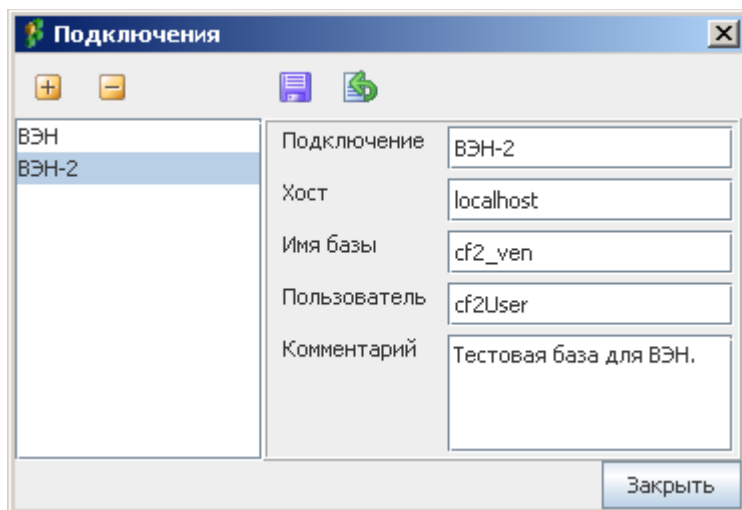 Подключения
ВЭН
ВЭН-2
Подключение
ВЭН-2
Хост
localhost
Имя базы
cf2_ven
Пользователь
cf2User
Комментарий
Тестовая база для ВЭН.
Закрыть